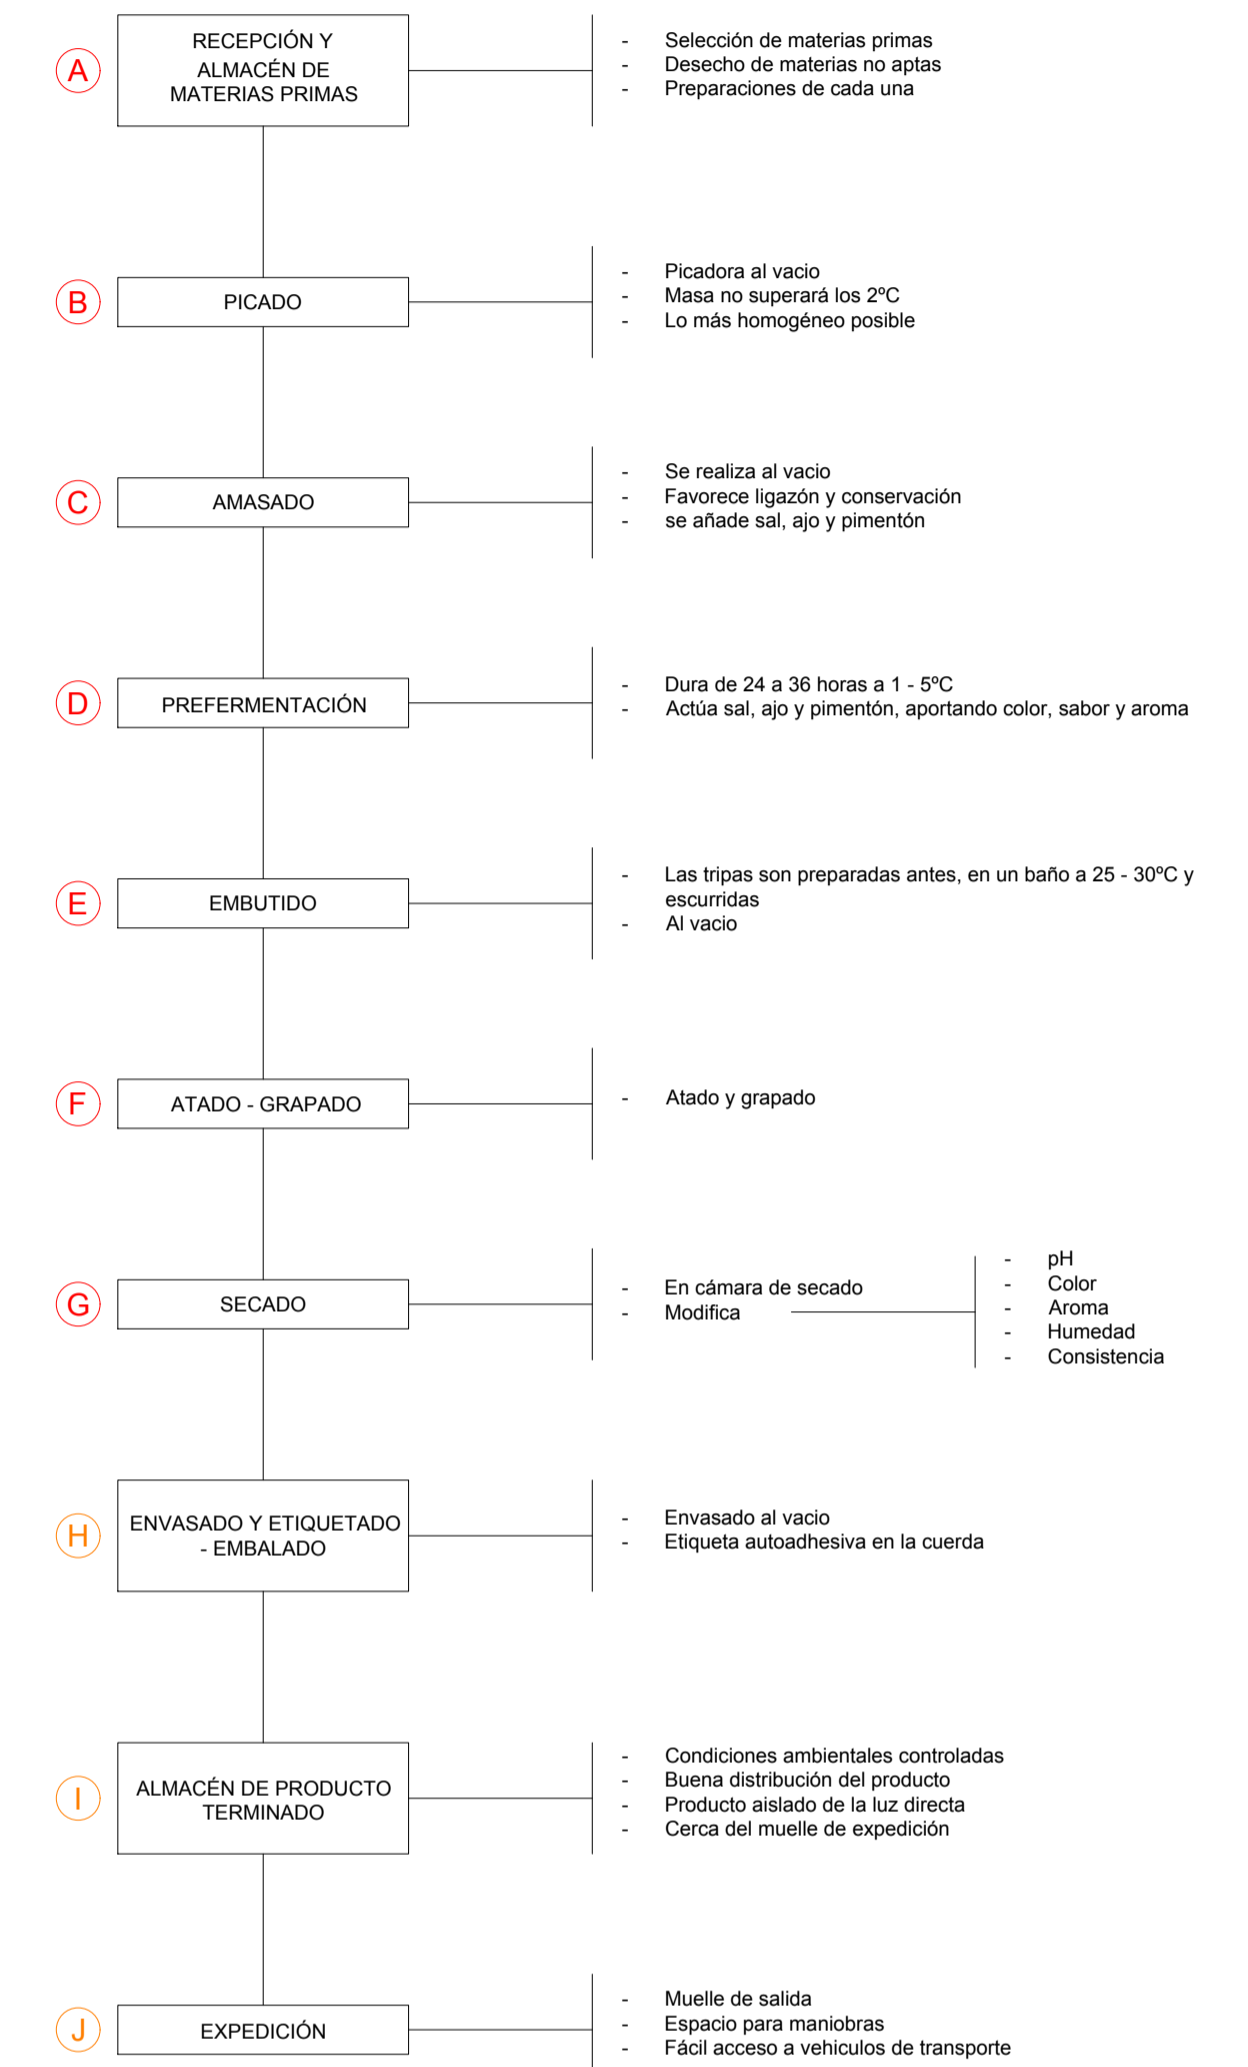 A
RECEPCIÓN Y
ALMACÉN DE
MATERIAS PRIMAS
- Selección de materias primas
- Desecho de materias no aptas
- Preparaciones de cada una
B
PICADO
- Picadora al vacio
- Masa no superará los 2ºC
- Lo más homogéneo posible
C
AMASADO
- Se realiza al vacio
- Favorece ligazón y conservación
- se añade sal, ajo y pimentón
D
PREFERMENTACIÓN
- Dura de 24 a 36 horas a 1 - 5ºC
- Actúa sal, ajo y pimentón, aportando color, sabor y aroma
E
EMBUTIDO
- Las tripas son preparadas antes, en un baño a 25 - 30ºC y
escurridas
- Al vacio
F
ATADO - GRAPADO
- Atado y grapado
G
SECADO
- En cámara de secado
- Modifica
- pH
- Color
- Aroma
- Humedad
- Consistencia
H
ENVASADO Y ETIQUETADO
- EMBALADO
- Envasado al vacio
- Etiqueta autoadhesiva en la cuerda
I
ALMACÉN DE PRODUCTO
TERMINADO
- Condiciones ambientales controladas
- Buena distribución del producto
- Producto aislado de la luz directa
- Cerca del muelle de expedición
J
EXPEDICIÓN
- Muelle de salida
- Espacio para maniobras
- Fácil acceso a vehiculos de transporte